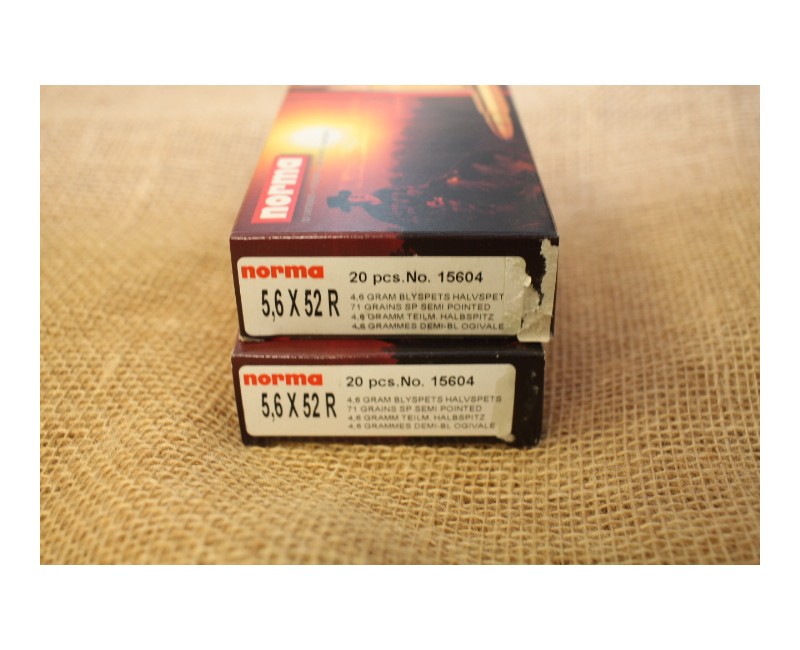 norma
norma
20 pcs.No. 15604
5,6 X 52 R
4,6 GRAM BLYSPETS HALVSPET
71 GRAINS SP SEMI POINTED
4,6 GRAMM TEILM. HALBSPITZ
4,6 GRAMMES DEMI-BL OGIVALE
norma
20 pcs.No. 15604
5,6 X 52 R
4,6 GRAM BLYSPETS HALVSPETS
71 GRAINS SP SEMI POINTED
4,6 GRAMM TEILM. HALBSPITZ
4,6 GRAMMES DEMI-BL OGIVALE